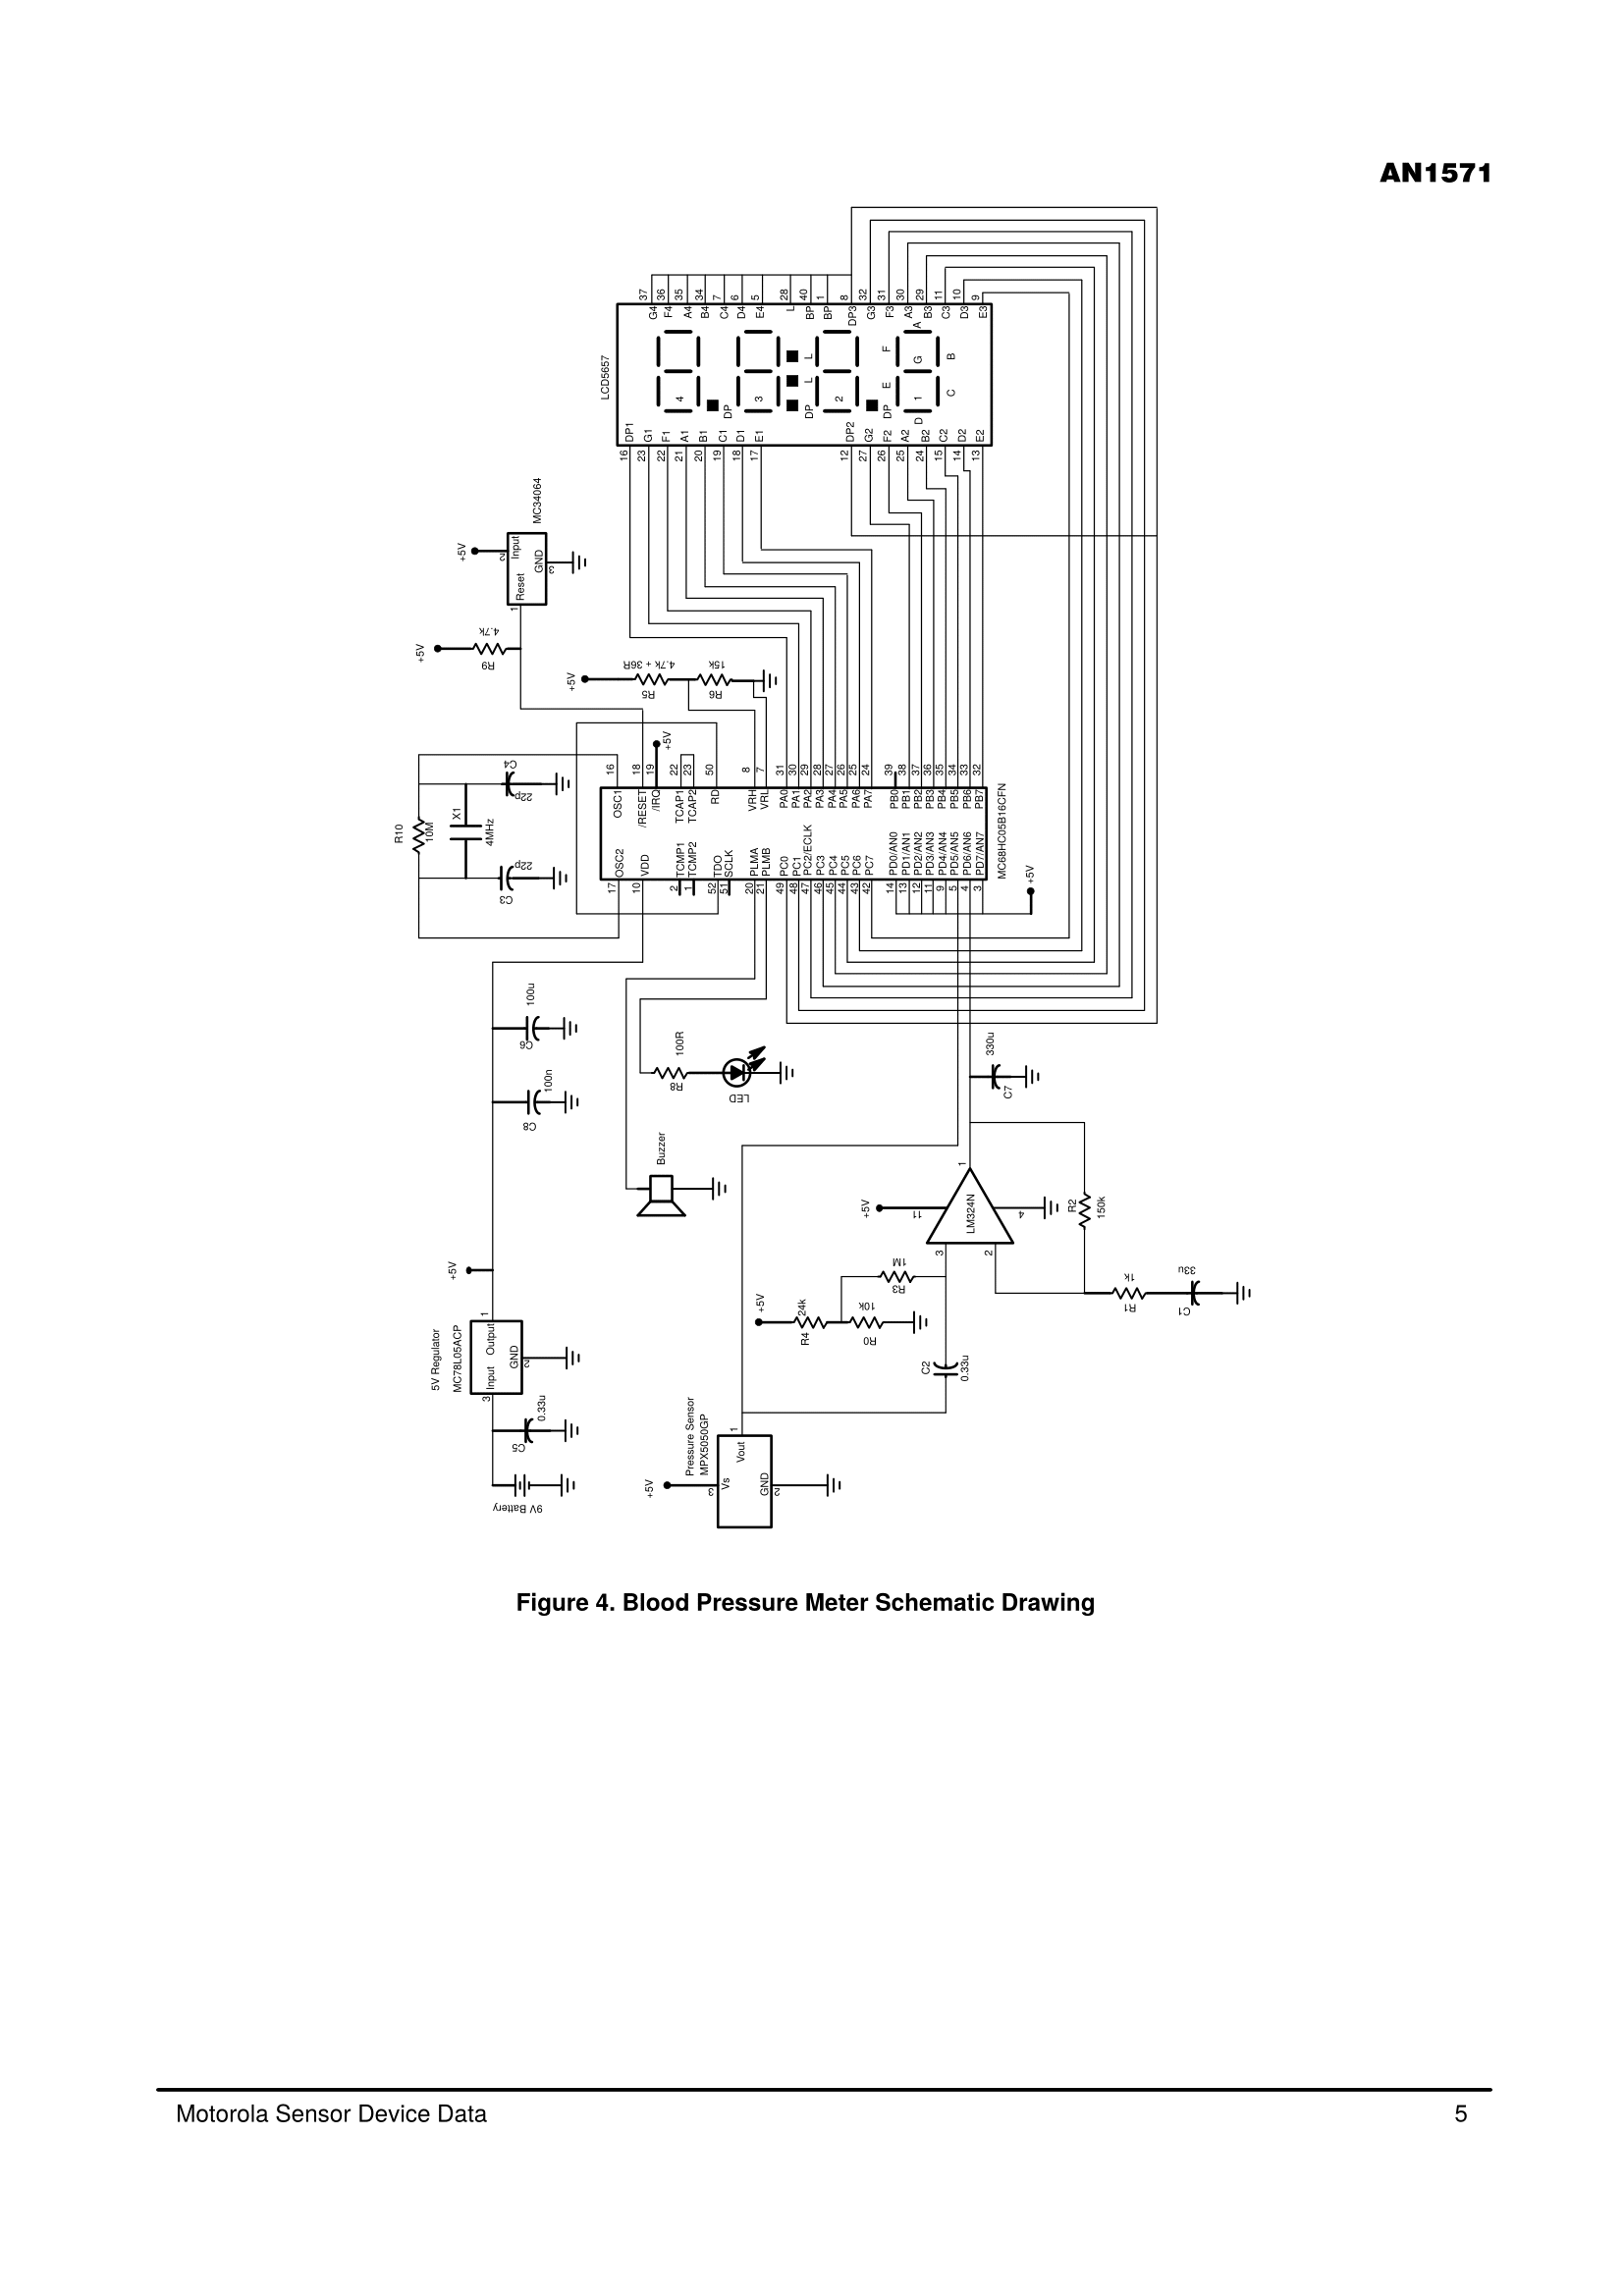 AN1571
LCD5657
37 36 35 34 7 6 5 28 40 1 8 32 31 30 29 11 10 9
G4 F4 A4 B4 C4 D4 E4 L BP BP DP3 G3 F3 A3 B3 C3 D3 E3
4 DP 3 L L DP 2 DP
A F G B E 1 C D
DP1 G1 F1 A1 B1 C1 D1 E1 DP2 G2 F2 A2 B2 C2 D2 E2
16 23 22 21 20 19 18 17 12 27 26 25 24 15 14 13
MC34064
+5V
2
Input
GND
3
Reset
1
+5V
4.7k
R9
+5V
4.7k + 36R
R5
15k
R6
+5V
C4
22p
X1
4MHz
R10
10M
22p
C3
16 18 19 22 23 50 8 7 31 30 29 28 27 26 25 24 39 38 37 36 35 34 33 32
OSC1 /RESET /IRQ TCAP1 TCAP2 RD VRH VRL PA0 PA1 PA2 PA3 PA4 PA5 PA6 PA7 PB0 PB1 PB2 PB3 PB4 PB5 PB6 PB7
OSC2 VDD TCMP1 TCMP2 TDO SCLK PLMA PLMB PC0 PC1 PC2/ECLK PC3 PC4 PC5 PC6 PC7 PD0/AN0 PD1/AN1 PD2/AN2 PD3/AN3 PD4/AN4 PD5/AN5 PD6/AN6 PD7/AN7
17 10 2 1 52 51 20 21 49 48 47 46 45 44 43 42 14 13 12 11 9 5 4 3
MC68HC05B16CFN
+5V
100u
C6
100n
C8
100R
R8
LED
Buzzer
330u
C7
+5V
1
LM324N
11
4
3
2
R2
150k
1M
R3
1k
R1
33u
C1
+5V
24k
R4
10k
R0
C2
0.33u
+5V
5V Regulator
MC78L05ACP
1
Output
GND
2
Input
3
0.33u
C5
9V Battery
Pressure Sensor
MPX5050GP
1
Vout
+5V
3
Vs
GND
2
Figure 4. Blood Pressure Meter Schematic Drawing
Motorola Sensor Device Data
5